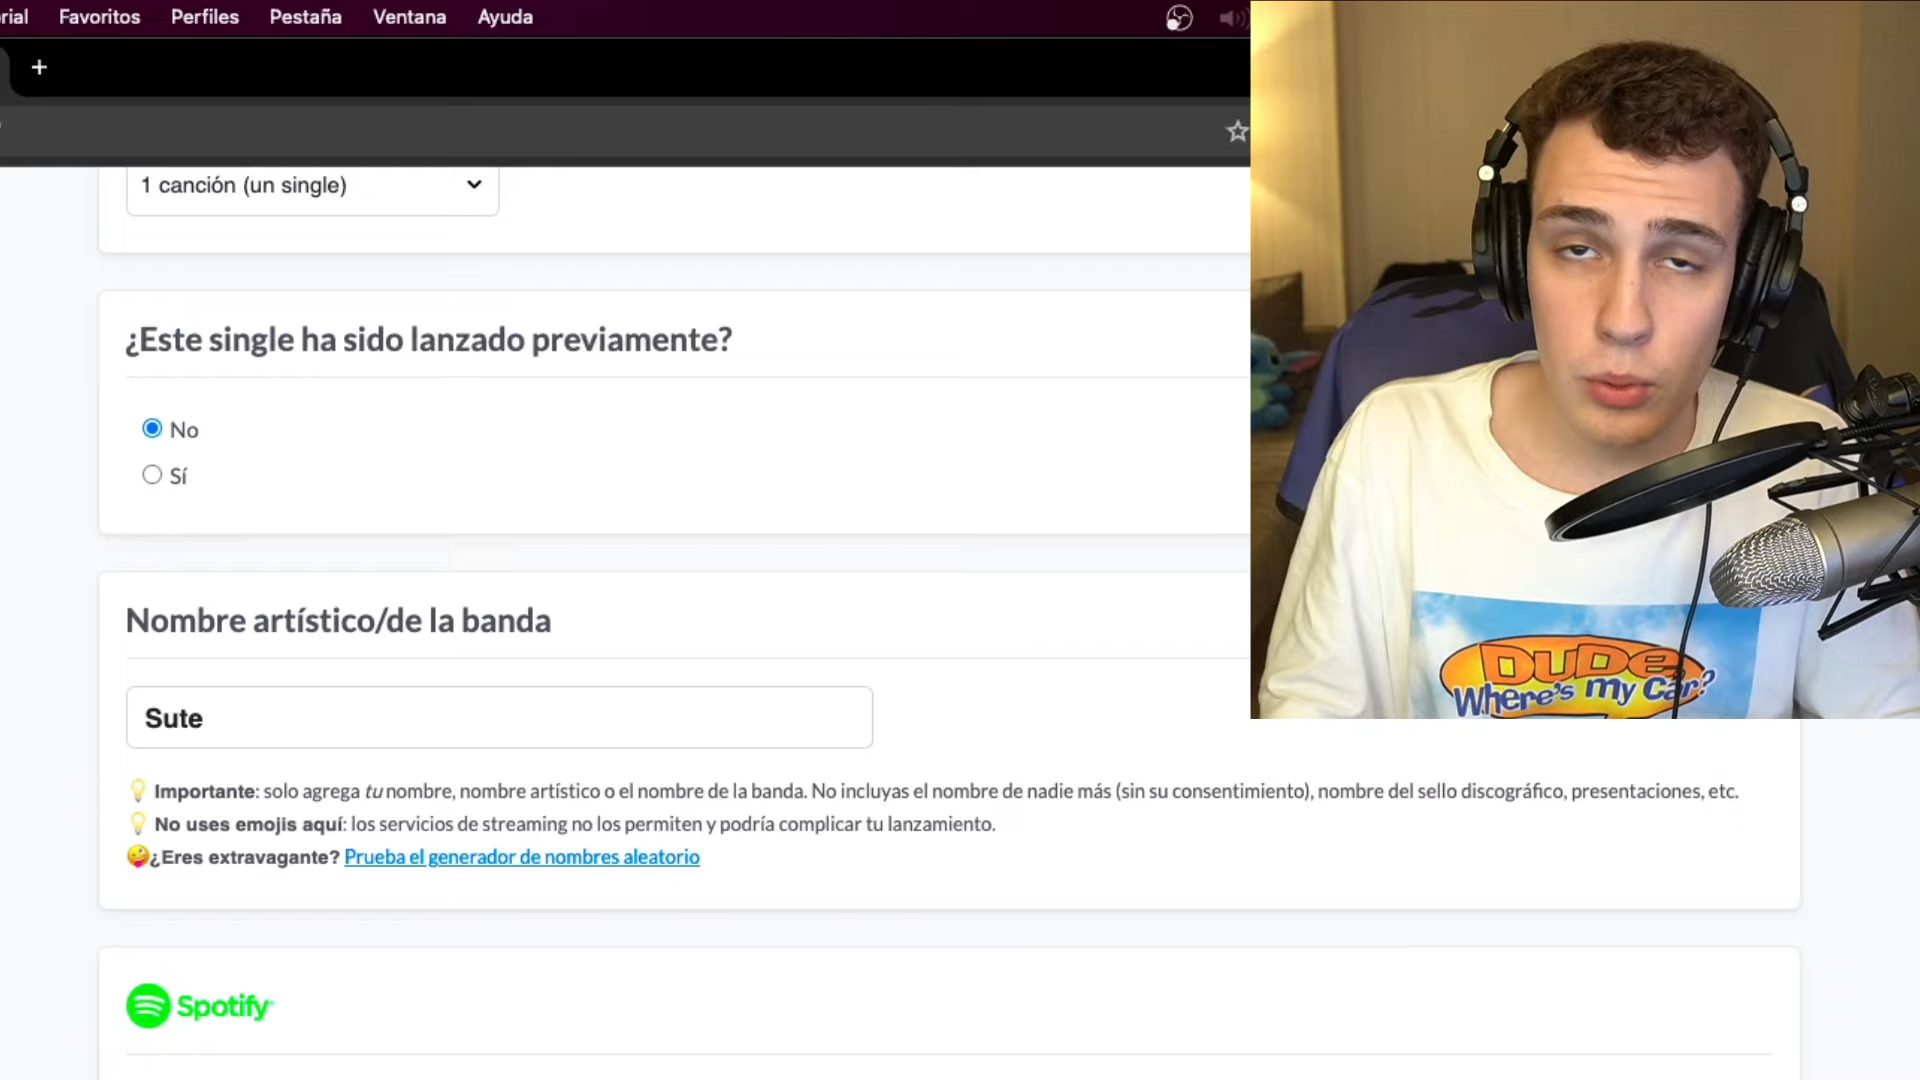 rial Favoritos Perfiles Pestaña Ventana Ayuda
+
1 canción (un single)
¿Este single ha sido lanzado previamente?
No
Sí
Nombre artístico/de la banda
Sute
Importante: solo agrega tu nombre, nombre artístico o el nombre de la banda. No incluyas el nombre de nadie más (sin su consentimiento), nombre del sello discográfico, presentaciones, etc.
No uses emojis aquí: los servicios de streaming no los permiten y podría complicar tu lanzamiento.
¿Eres extravagante? Prueba el generador de nombres aleatorio
Spotify
DUDe,
Where's my Car?